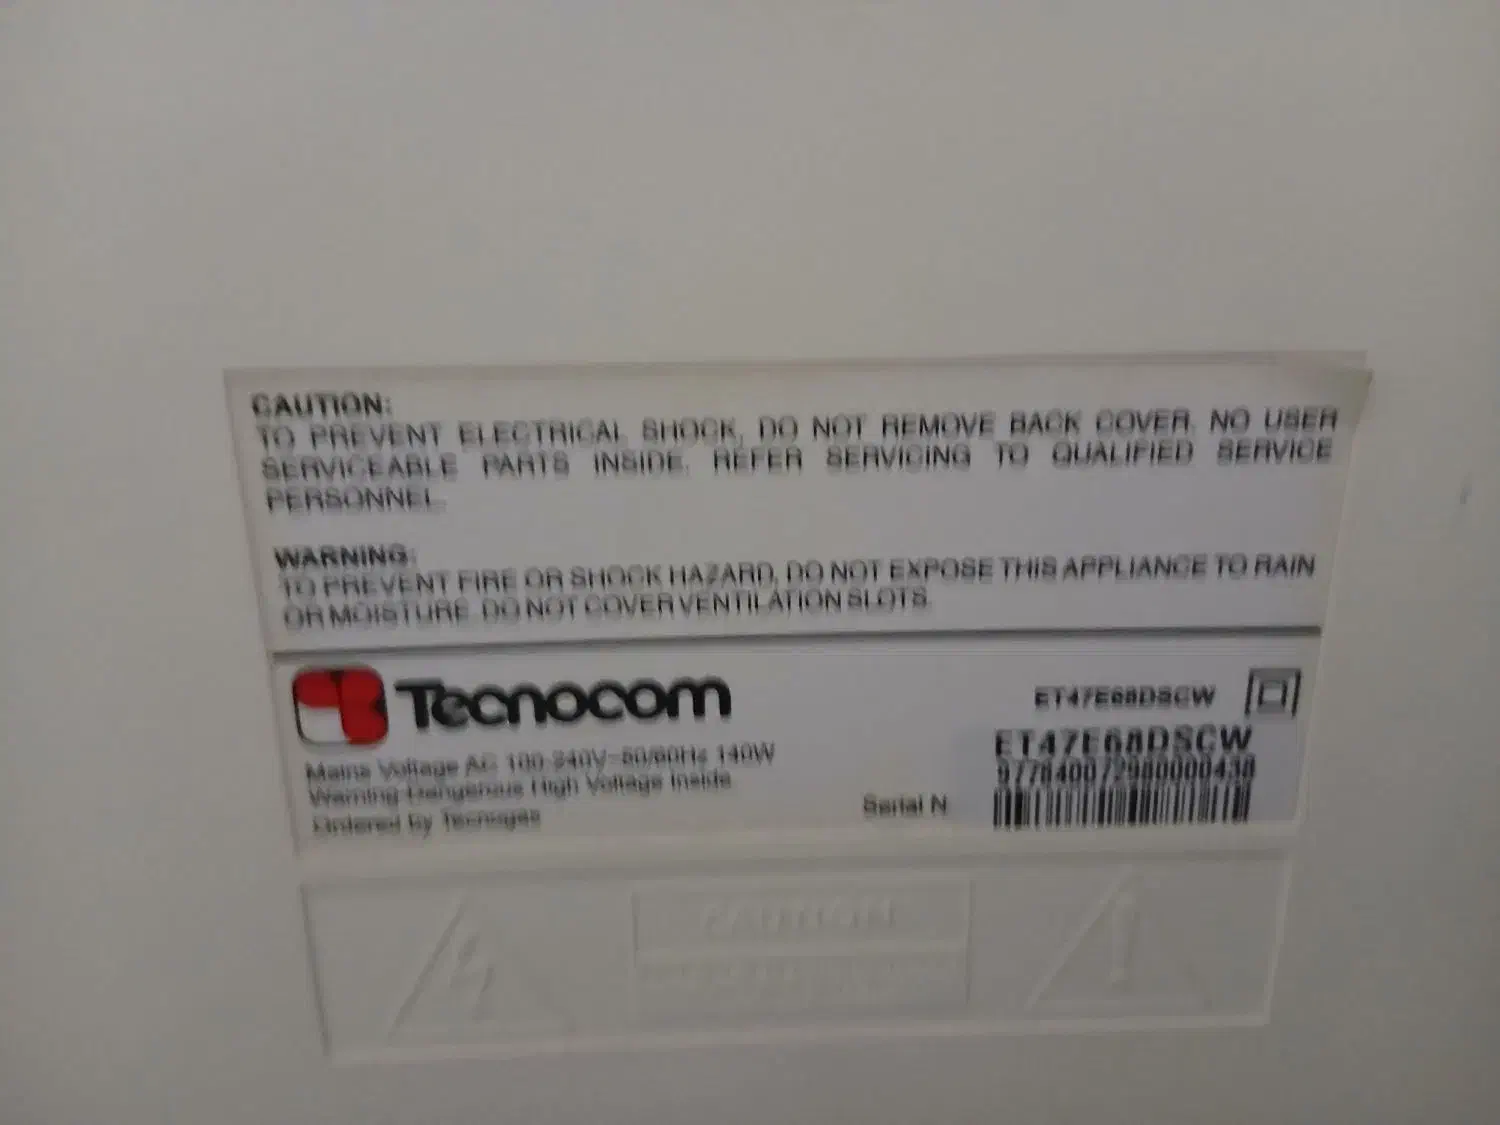 CAUTION:
TO PREVENT ELECTRICAL SHOCK, DO NOT REMOVE BACK COVER. NO USER
SERVICEABLE PARTS INSIDE. REFER SERVICING TO QUALIFIED SERVICE
PERSONNEL.
WARNING:
TO PREVENT FIRE OR SHOCK HAZARD, DO NOT EXPOSE THIS APPLIANCE TO RAIN
OR MOISTURE. DO NOT COVER VENTILATION SLOTS.
Tecnocom
ET47E68DSCW
ET47E68DSCW
Mains Voltage AC 100-240V~50/60Hz 140W
Warning-Dangerous High Voltage Inside
Ordered by Tecnogas
Serial N
CAUTION